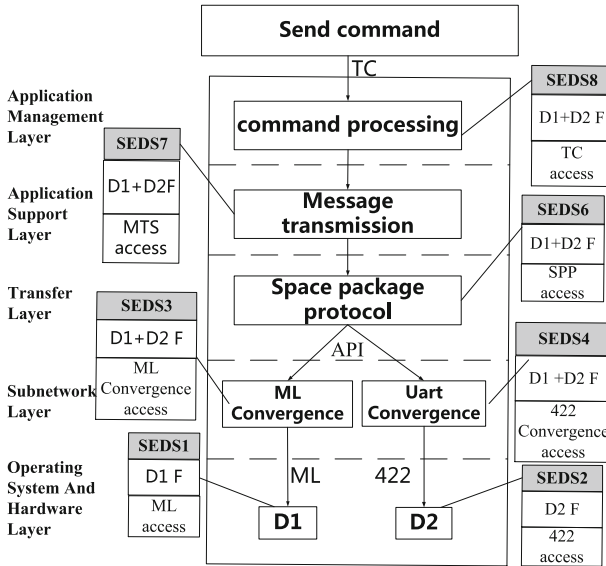 Send command
TC
Application
Management
Layer
SEDS8
D1+D2 F
TC
access
command processing
SEDS7
D1+D2F
MTS
access
Application
Support
Layer
Message
transmission
SEDS6
D1+D2 F
SPP
access
Transfer
Layer
Space package
protocol
SEDS3
D1+D2 F
ML
Convergence
access
API
SEDS4
D1 +D2 F
422
Convergence
access
Subnetwork
Layer
ML
Convergence
Uart
Convergence
SEDS1
D1 F
ML
access
Operating
System And
Hardware
Layer
ML
422
SEDS2
D2 F
422
access
D1
D2